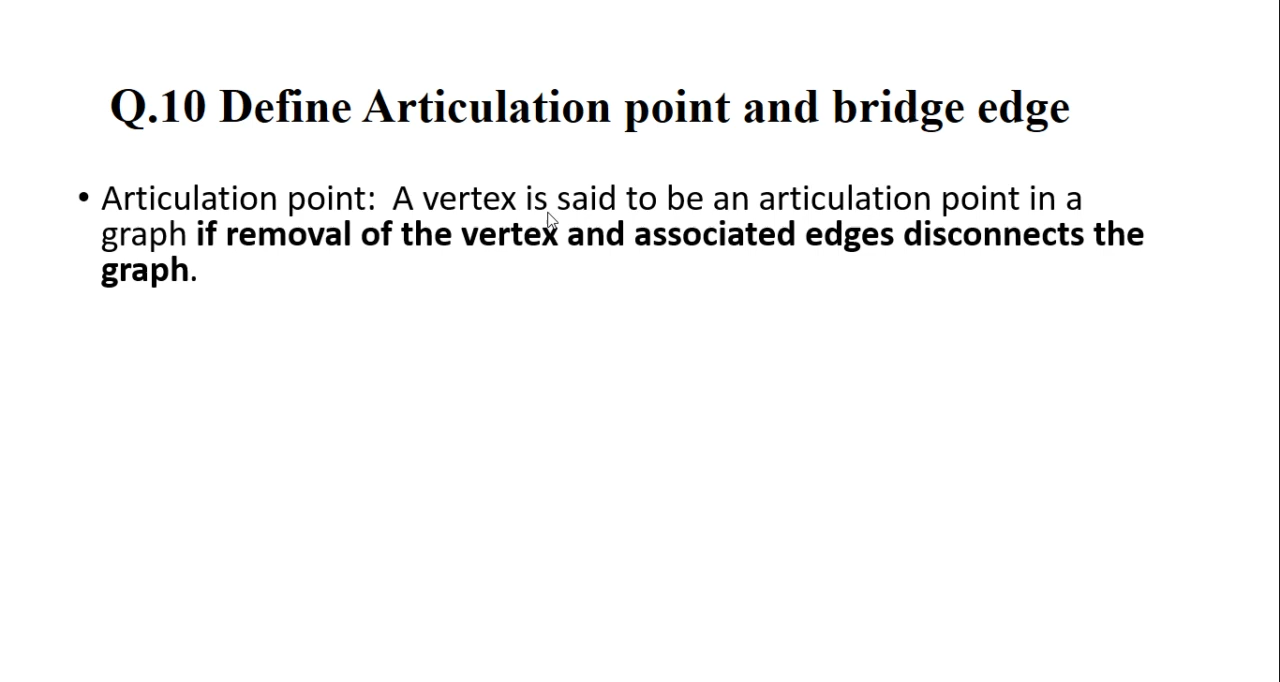 Q.10 Define Articulation point and bridge edge
• Articulation point: A vertex is said to be an articulation point in a
graph if removal of the vertex and associated edges disconnects the
graph.